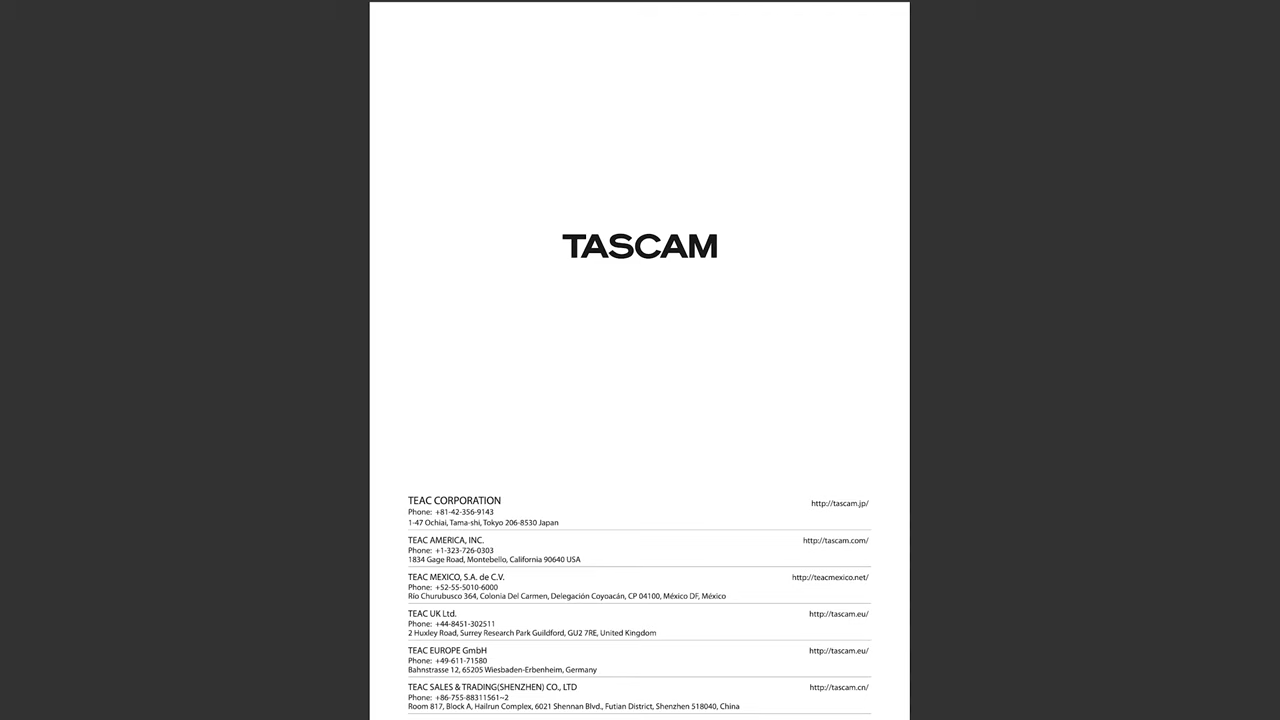 TASCAM
TEAC CORPORATION
http://tascam.jp/
Phone: +81-42-356-9143
1-47 Ochiai, Tama-shi, Tokyo 206-8530 Japan
TEAC AMERICA, INC.
http://tascam.com/
Phone: +1-323-726-0303
1834 Gage Road, Montebello, California 90640 USA
TEAC MEXICO, S.A. de C.V.
http://teacmexico.net/
Phone: +52-55-5010-6000
Río Churubusco 364, Colonia Del Carmen, Delegación Coyoacán, CP 04100, México DF, México
TEAC UK Ltd.
http://tascam.eu/
Phone: +44-8451-302511
2 Huxley Road, Surrey Research Park Guildford, GU2 7RE, United Kingdom
TEAC EUROPE GmbH
http://tascam.eu/
Phone: +49-611-71580
Bahnstrasse 12, 65205 Wiesbaden-Erbenheim, Germany
TEAC SALES & TRADING(SHENZHEN) CO., LTD
http://tascam.cn/
Phone: +86-755-88311561~2
Room 817, Block A, Hailrun Complex, 6021 Shennan Blvd., Futian District, Shenzhen 518040, China